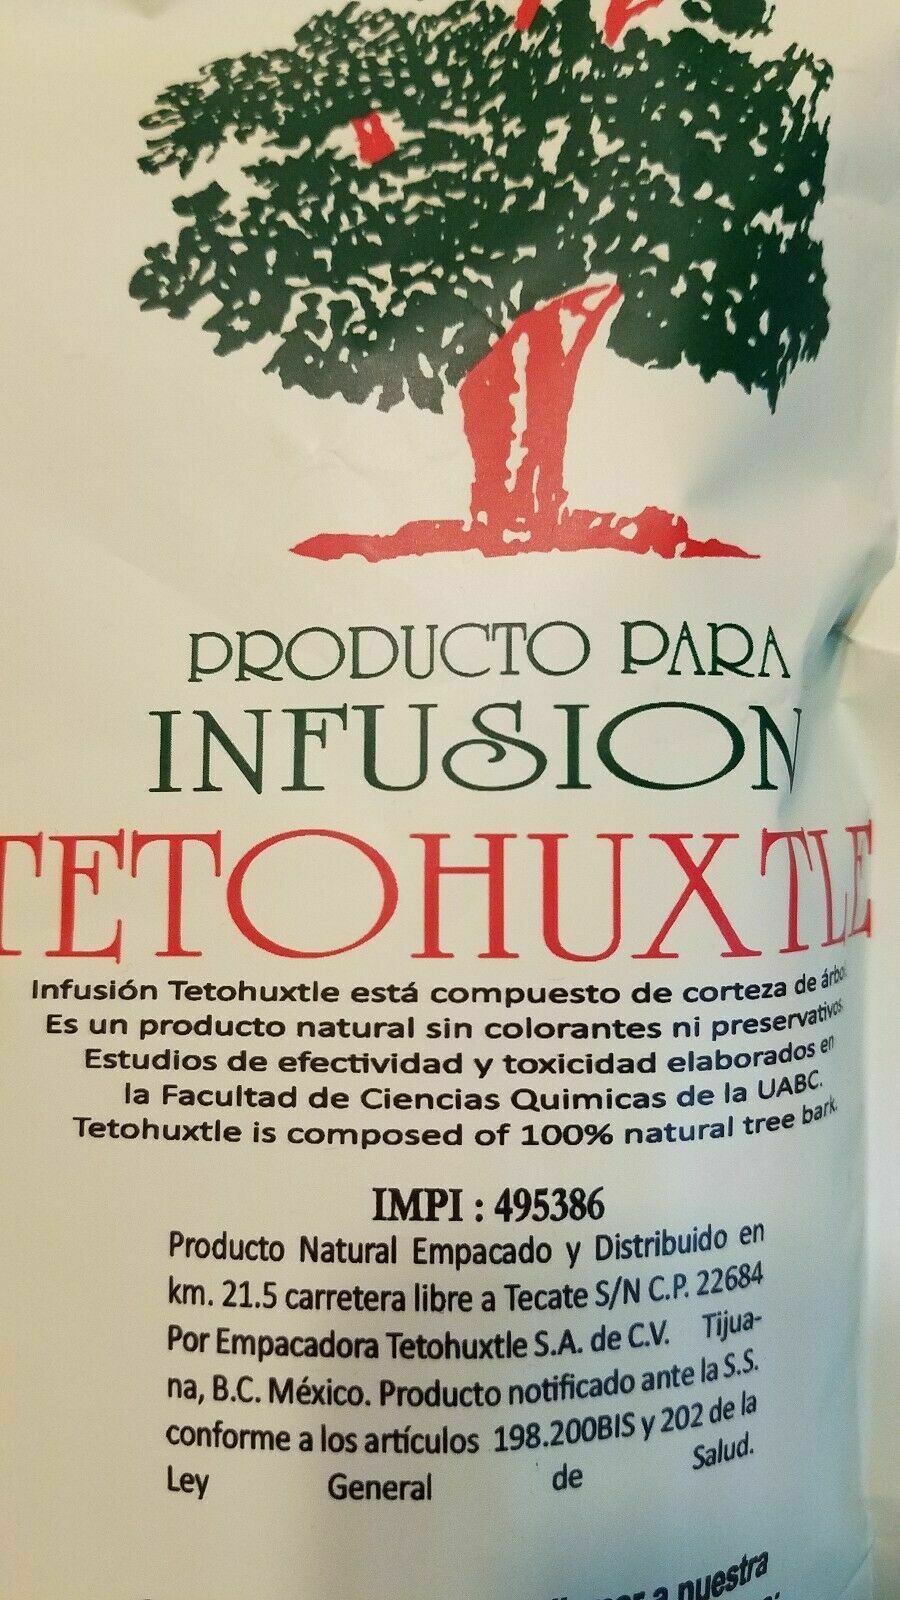 PRODUCTO PARA
INFUSION
TETOHUXTLE
Infusión Tetohuxtle está compuesto de corteza de árbol.
Es un producto natural sin colorantes ni preservativos
Estudios de efectividad y toxicidad elaborados en
la Facultad de Ciencias Quimicas de la UABC.
Tetohuxtle is composed of 100% natural tree bark.
IMPI : 495386
Producto Natural Empacado y Distribuido en
km. 21.5 carretera libre a Tecate S/N C.P. 22684
Por Empacadora Tetohuxtle S.A. de C.V. Tijua-
na, B.C. México. Producto notificado ante la S.S.
conforme a los artículos 198.200BIS y 202 de la
Ley General de Salud.
a nuestra